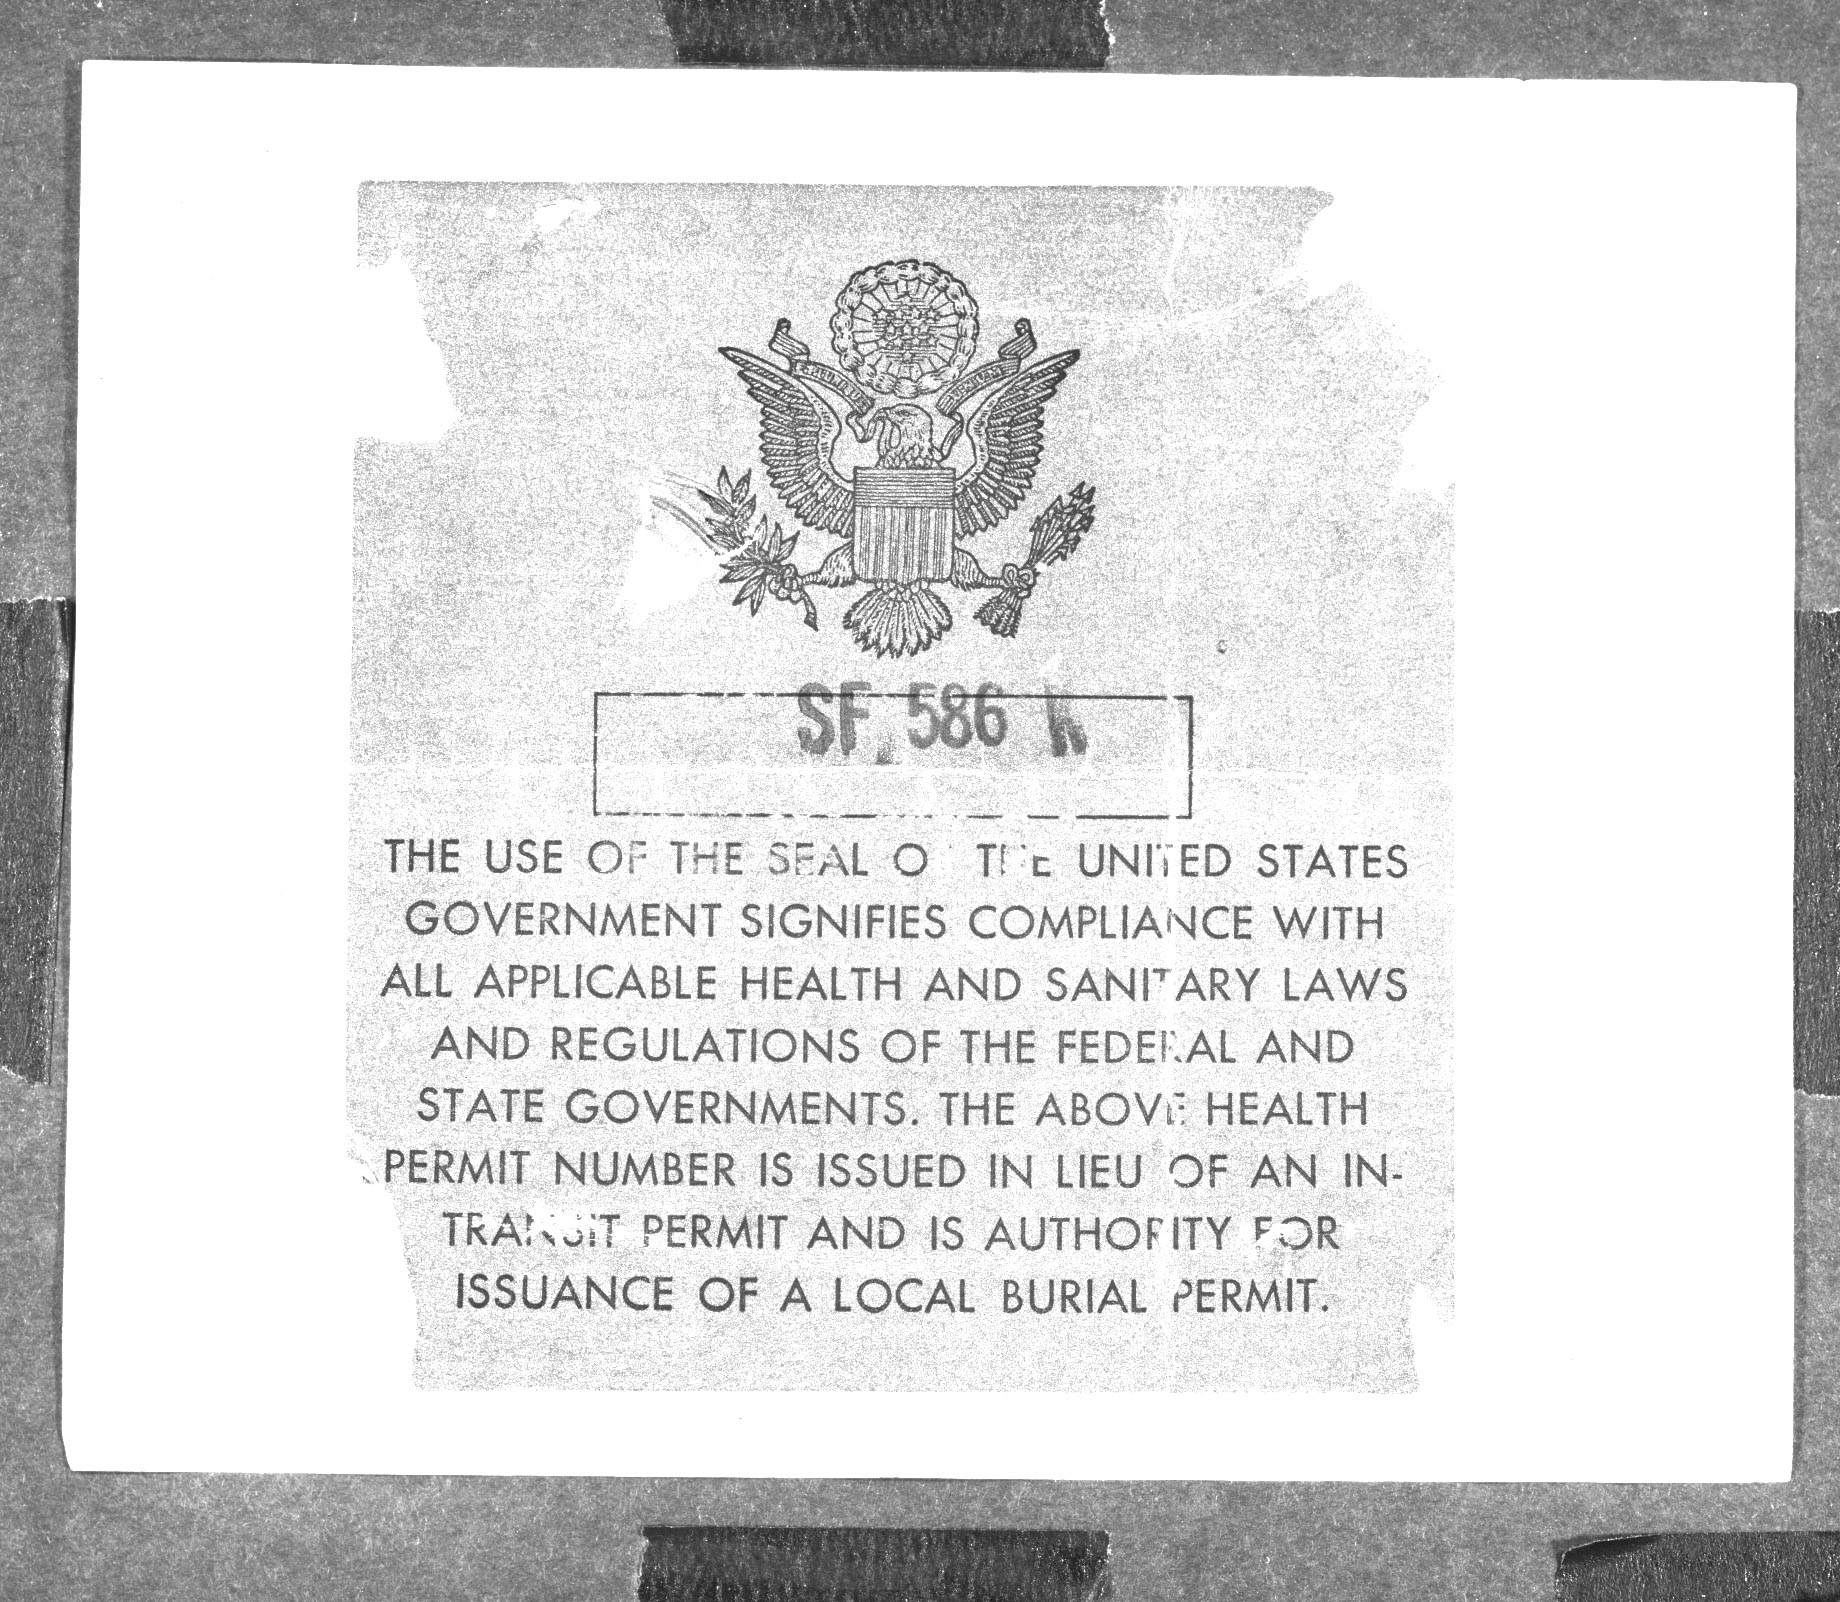 SF 586
THE USE OF THE SEAL OF THE UNITED STATES
GOVERNMENT SIGNIFIES COMPLIANCE WITH
ALL APPLICABLE HEALTH AND SANITARY LAWS
AND REGULATIONS OF THE FEDERAL AND
STATE GOVERNMENTS. THE ABOVE HEALTH
PERMIT NUMBER IS ISSUED IN LIEU OF AN IN-
TRANSIT PERMIT AND IS AUTHORITY FOR
ISSUANCE OF A LOCAL BURIAL PERMIT.